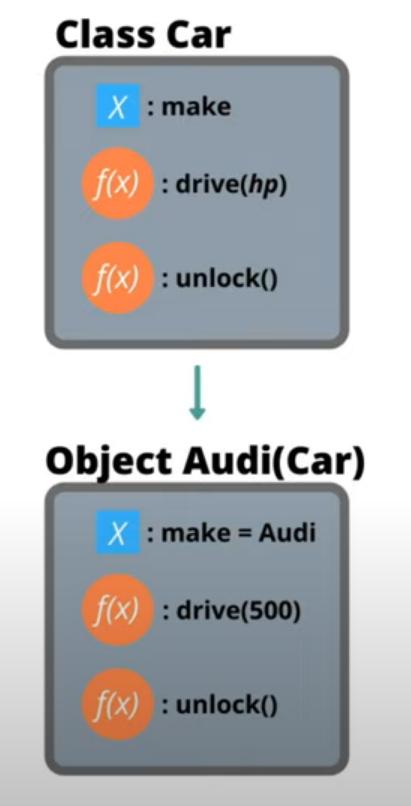 Class Car
X : make
f(x) : drive(hp)
f(x) : unlock()
Object Audi(Car)
X : make = Audi
f(x) : drive(500)
f(x) : unlock()